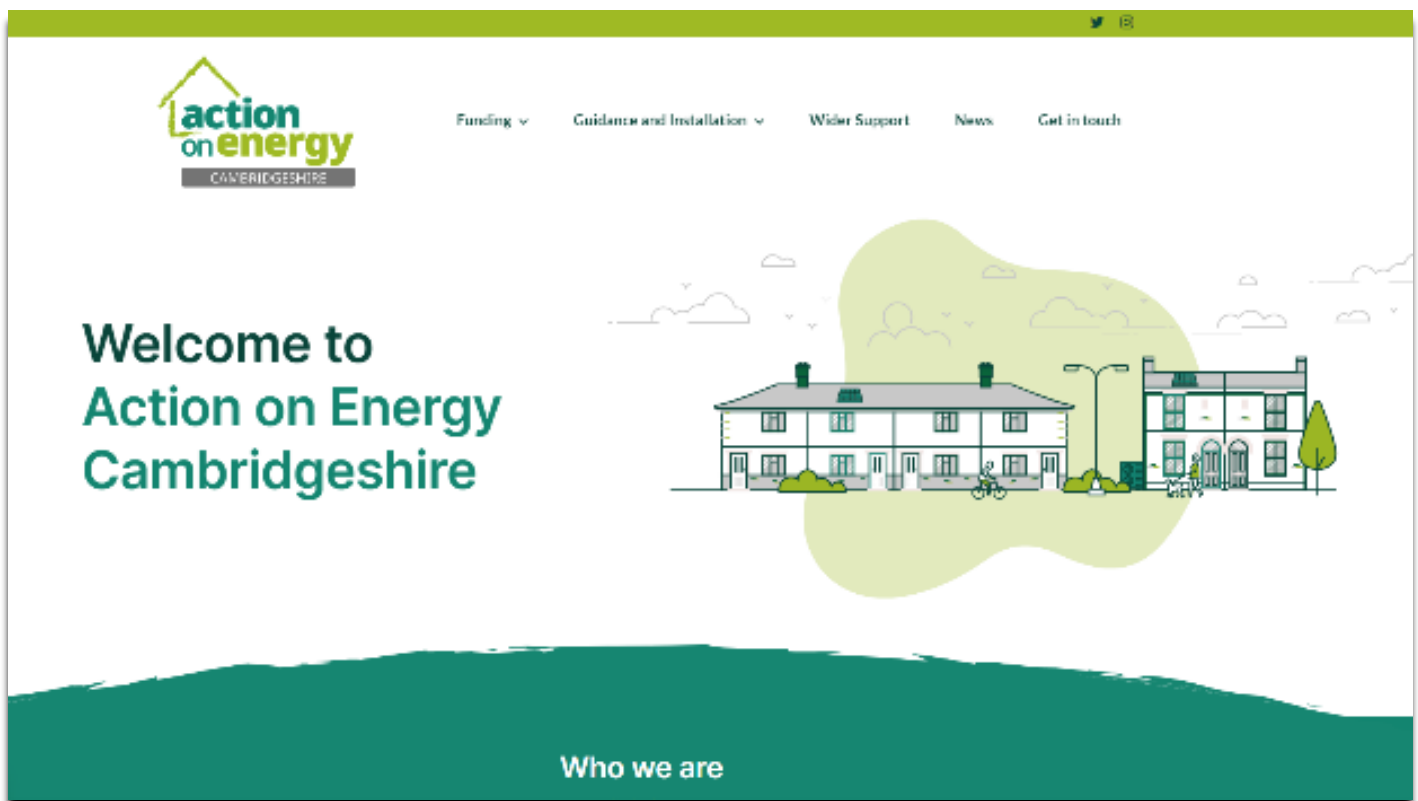 action
on energy
CAMBRIDGESHIRE
Funding
Guidance and Installation
Wider Support
News
Get in touch
Welcome to
Action on Energy
Cambridgeshire
Who we are